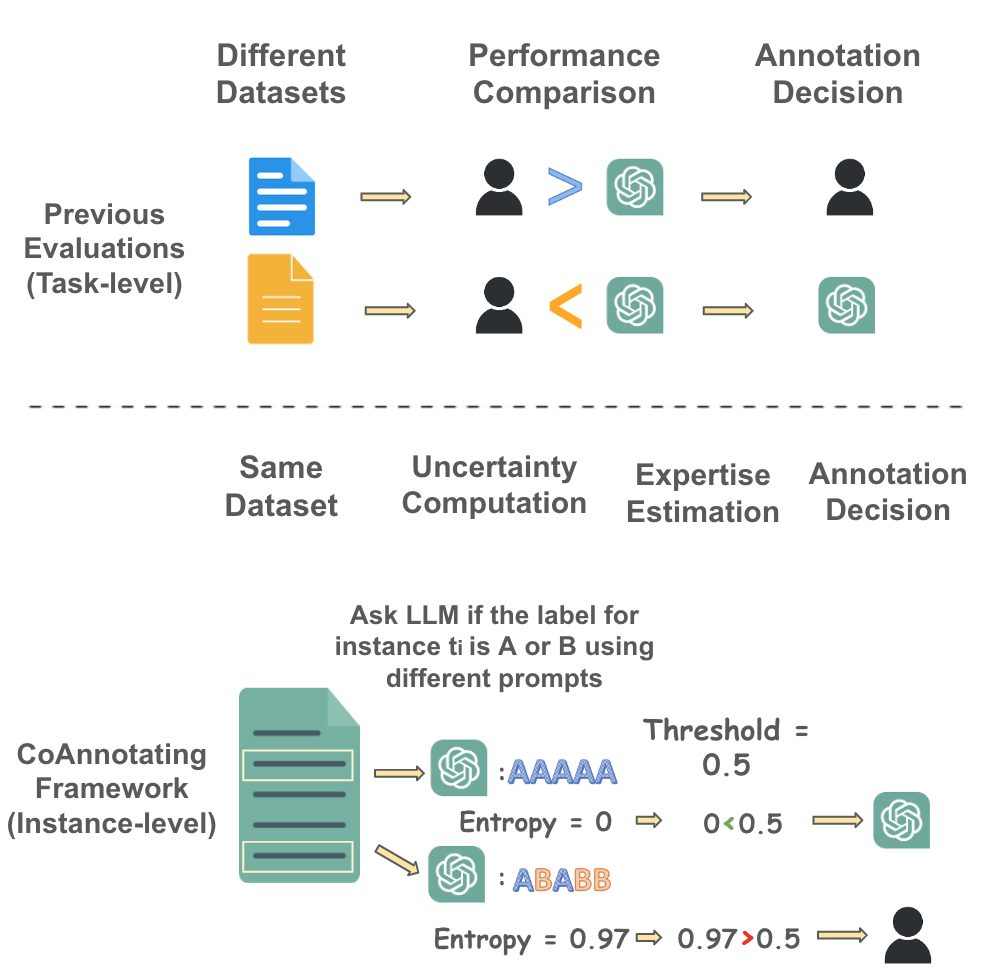 Different
Datasets
Performance
Comparison
Annotation
Decision
Previous
Evaluations
(Task-level)
>
<
Same
Dataset
Uncertainty
Computation
Expertise
Estimation
Annotation
Decision
Ask LLM if the label for
instance ti is A or B using
different prompts
CoAnnotating
Framework
(Instance-level)
Threshold =
0.5
:AAAAA
Entropy = 0
0<0.5
:ABABB
Entropy = 0.97
0.97>0.5